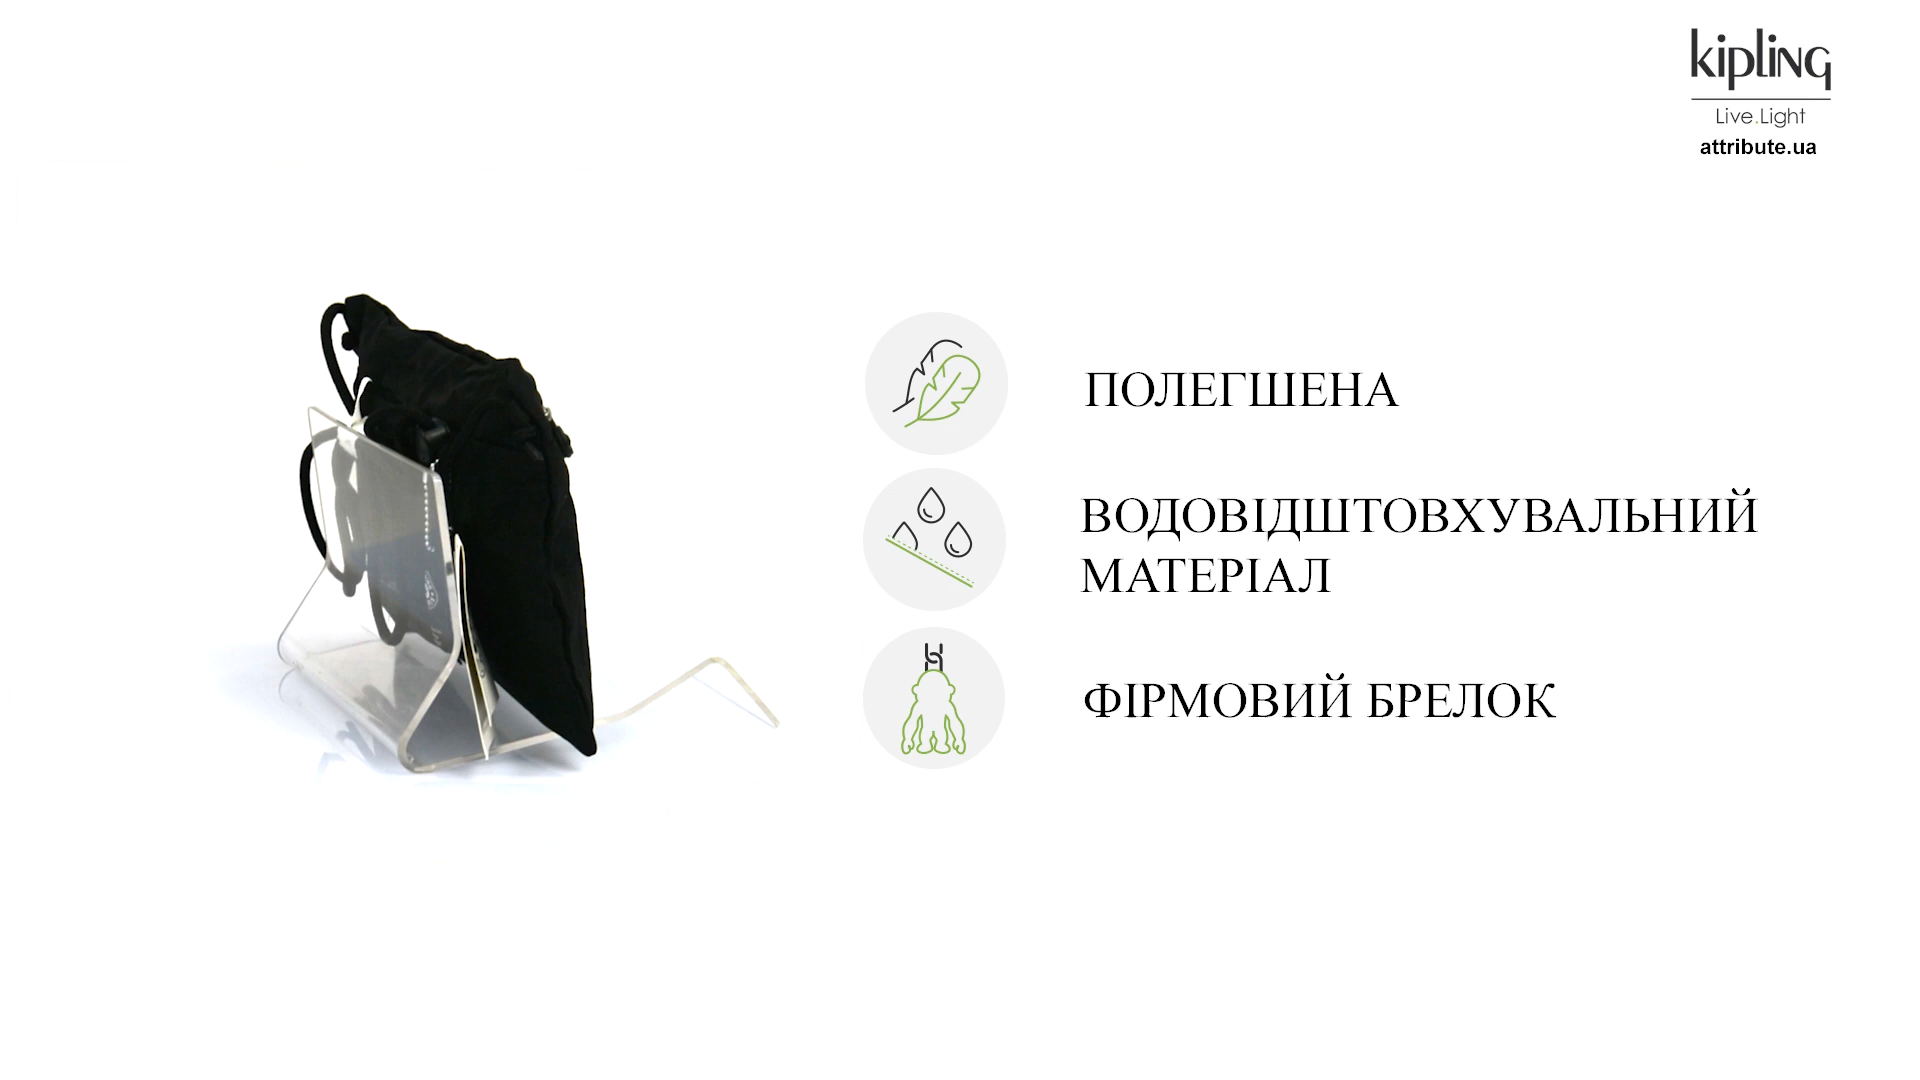 kipling
Live.Light
attribute.ua
ПОЛЕГШЕНА
ВОДОВІДШТОВХУВАЛЬНИЙ
МАТЕРІАЛ
ФІРМОВИЙ БРЕЛОК